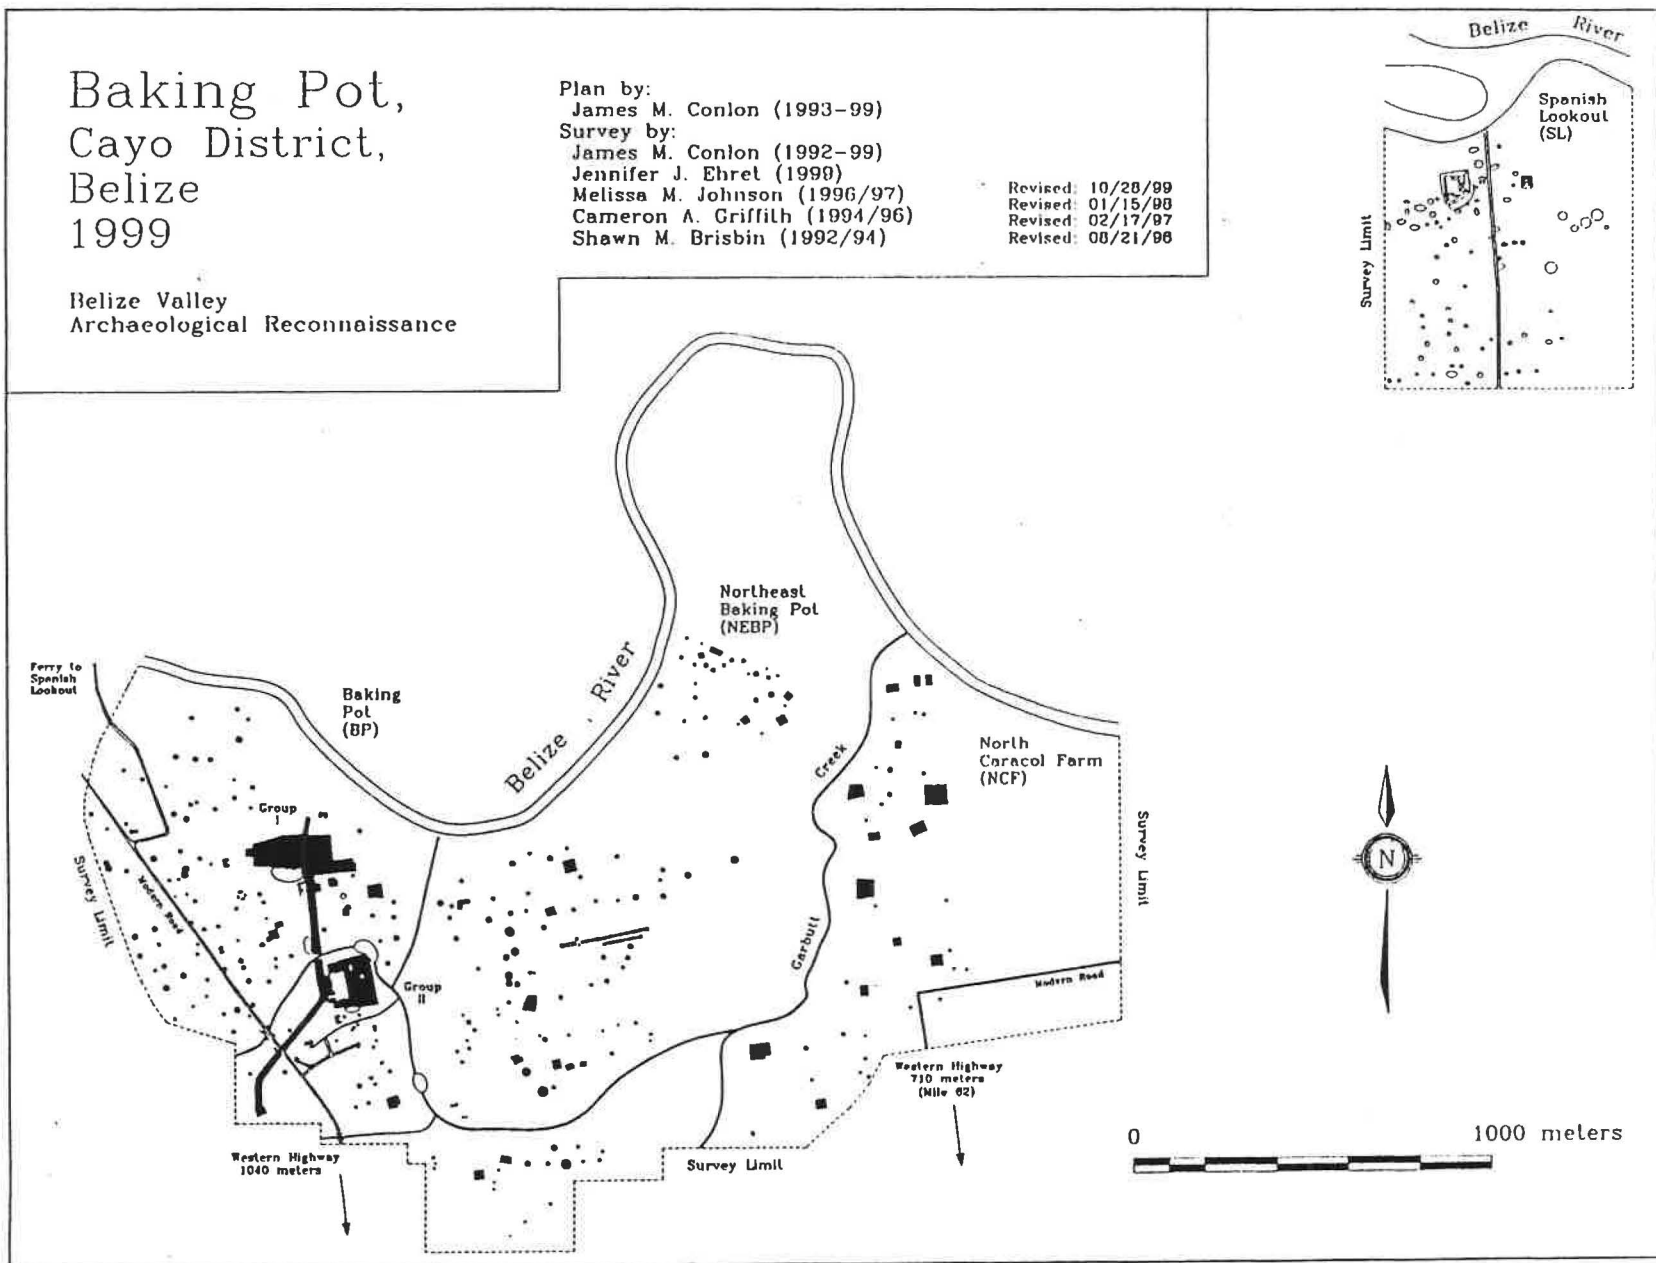 Baking Pot,
Cayo District,
Belize
1999
Belize Valley
Archaeological Reconnaissance
Plan by:
James M. Conlon (1993-99)
Survey by:
James M. Conlon (1992-99)
Jennifer J. Ehret (1999)
Melissa M. Johnson (1996/97)
Cameron A. Griffith (1994/96)
Shawn M. Brisbin (1992/94)
Revised: 10/28/99
Revised: 01/15/98
Revised: 02/17/97
Revised: 08/21/96
Belize River
Spanish
Lookout
(SL)
Survey Limit
Northeast
Baking Pot
(NEBP)
Ferry to
Spanish
Lookout
Baking
Pot
(BP)
Belize River
Creek
North
Caracol Farm
(NCF)
Group
I
Survey Limit
Modern Road
Survey Limit
N
Garbutt
Group
II
Modern Road
Western Highway
710 meters
(Mile 62)
0 1000 meters
Western Highway
1040 meters
Survey Limit